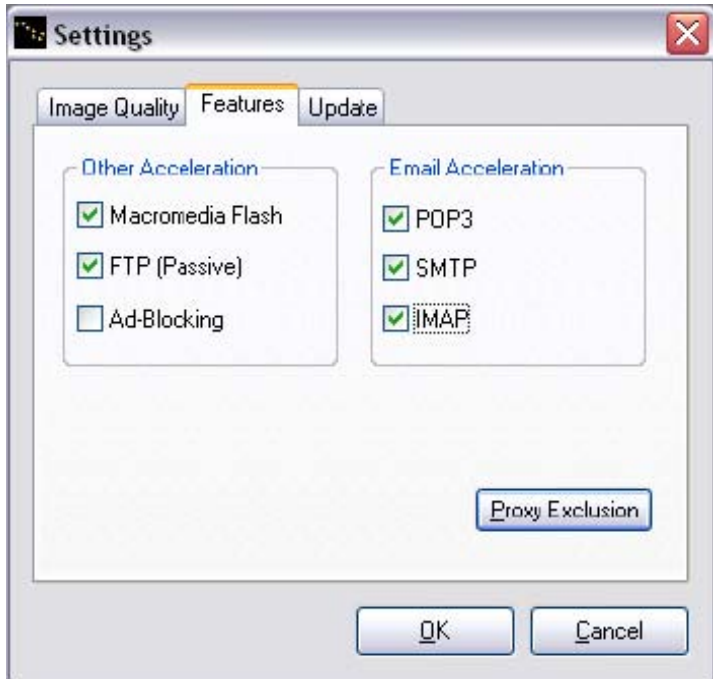 Settings
Image Quality Features Update
Other Acceleration
Macromedia Flash
FTP (Passive)
Ad-Blocking
Email Acceleration
POP3
SMTP
IMAP
Proxy Exclusion
OK Cancel